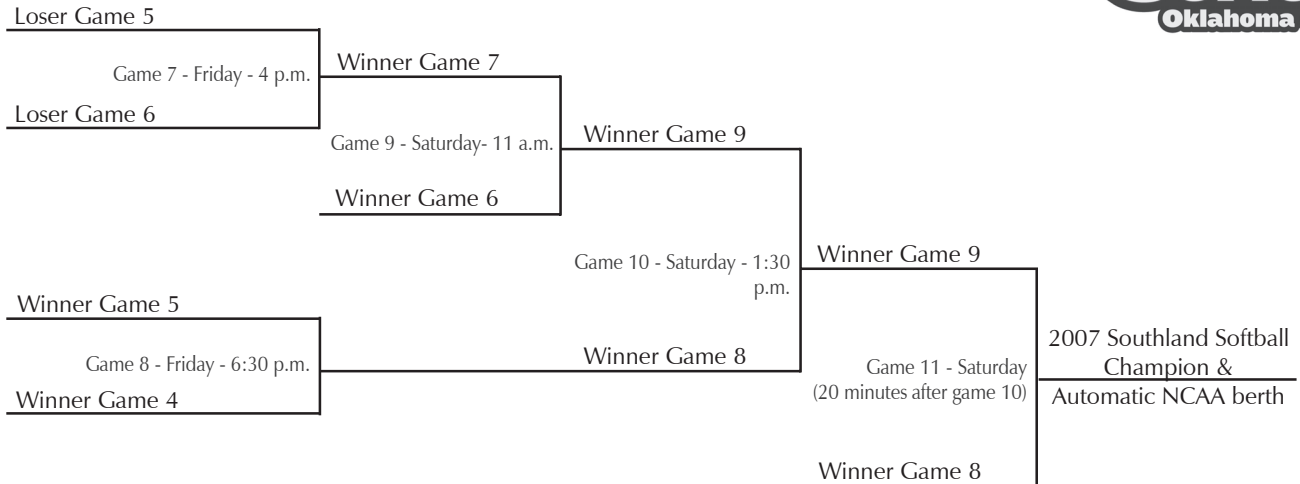 Loser Game 5
Oklahoma
Winner Game 7
Game 7 - Friday - 4 p.m.
Loser Game 6
Winner Game 9
Game 9 - Saturday- 11 a.m.
Winner Game 6
Winner Game 9
Game 10 - Saturday - 1:30
p.m.
Winner Game 5
2007 Southland Softball
Champion &
Automatic NCAA berth
Winner Game 8
Game 8 - Friday - 6:30 p.m.
Game 11 - Saturday
(20 minutes after game 10)
Winner Game 4
Winner Game 8